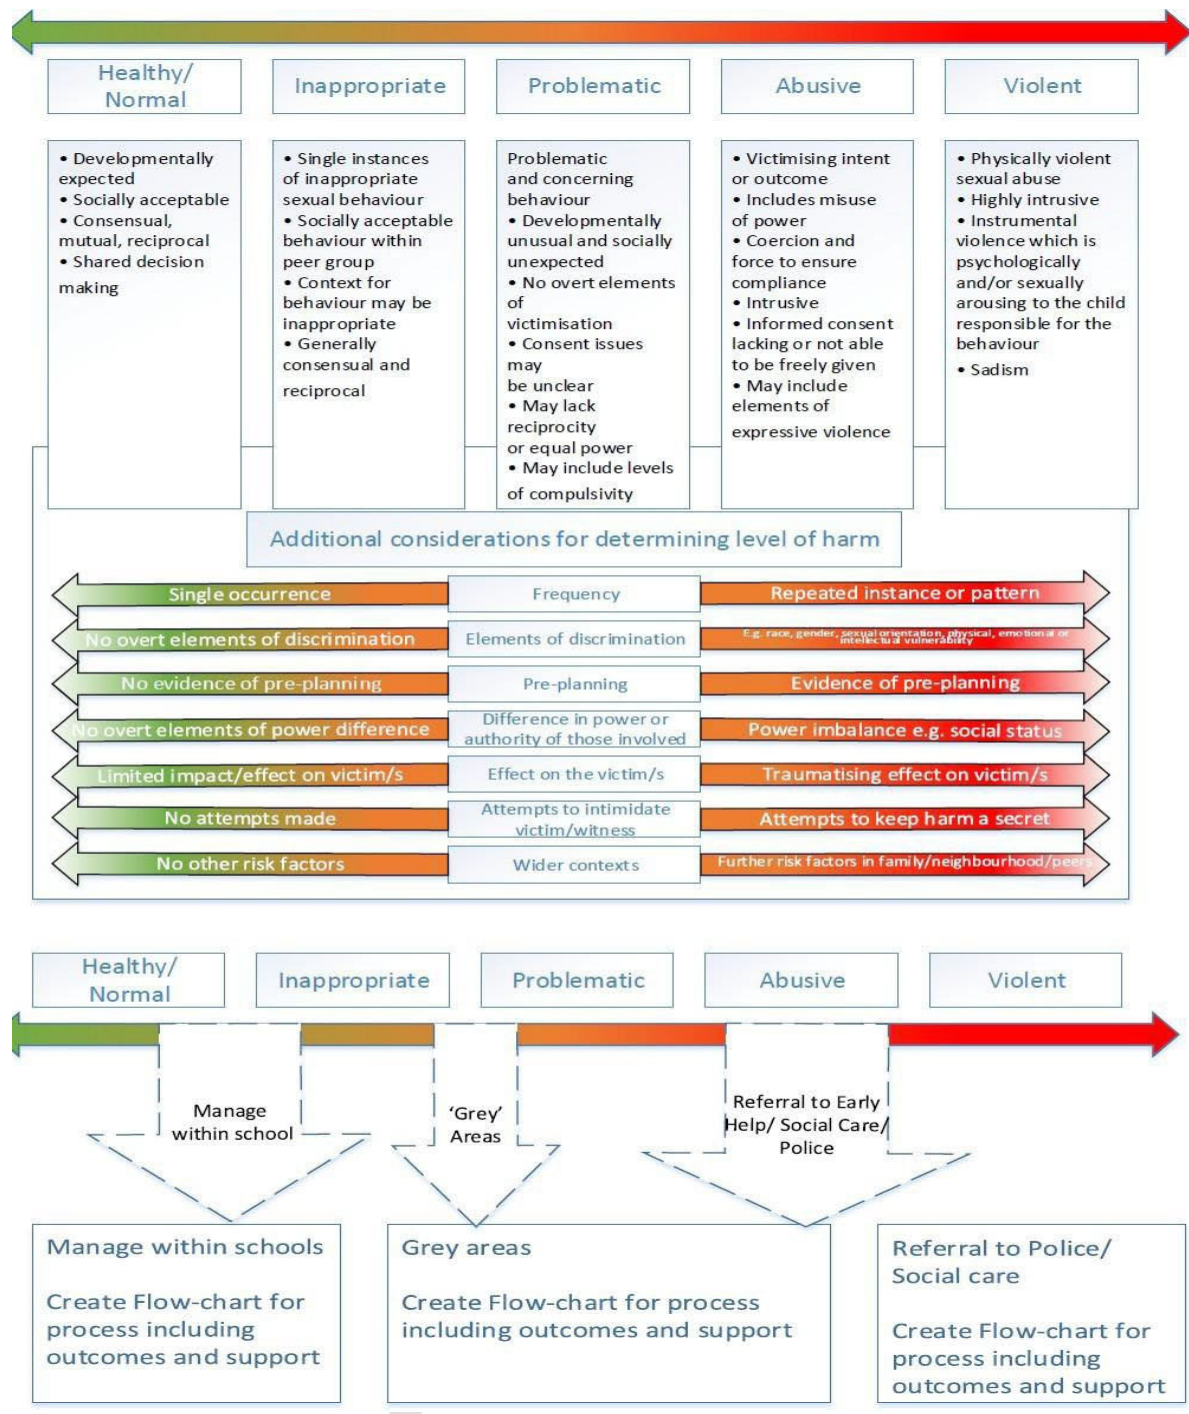 Healthy/
Normal
Inappropriate
Problematic
Abusive
Violent
• Developmentally
expected
• Socially acceptable
• Consensual,
mutual, reciprocal
• Shared decision
making
• Single instances
of inappropriate
sexual behaviour
• Socially acceptable
behaviour within
peer group
• Context for
behaviour may be
inappropriate
• Generally
consensual and
reciprocal
Problematic
and concerning
behaviour
• Developmentally
unusual and socially
unexpected
• No overt elements
of
victimisation
• Consent issues
may
be unclear
• May lack
reciprocity
or equal power
• May include levels
of compulsivity
• Victimising intent
or outcome
• Includes misuse
of power
• Coercion and
force to ensure
compliance
• Intrusive
• Informed consent
lacking or not able
to be freely given
• May include
elements of
expressive violence
• Physically violent
sexual abuse
• Highly intrusive
• Instrumental
violence which is
psychologically
and/or sexually
arousing to the child
responsible for the
behaviour
• Sadism
Additional considerations for determining level of harm
Single occurrence
Frequency
Repeated instance or pattern
No overt elements of discrimination
Elements of discrimination
E.g. race, gender, sexual orientation, physical, emotional or
intellectual vulnerability
No evidence of pre-planning
Pre-planning
Evidence of pre-planning
No overt elements of power difference
Difference in power or
authority of those involved
Power imbalance e.g. social status
Limited impact/effect on victim/s
Effect on the victim/s
Traumatising effect on victim/s
No attempts made
Attempts to intimidate
victim/witness
Attempts to keep harm a secret
No other risk factors
Wider contexts
Further risk factors in family/neighbourhood/peers
Healthy/
Normal
Inappropriate
Problematic
Abusive
Violent
Manage
within school
‘Grey’
Areas
Referral to Early
Help/ Social Care/
Police
Manage within schools
Create Flow-chart for
process including
outcomes and support
Grey areas
Create Flow-chart for process
including outcomes and support
Referral to Police/
Social care
Create Flow-chart for
process including
outcomes and support